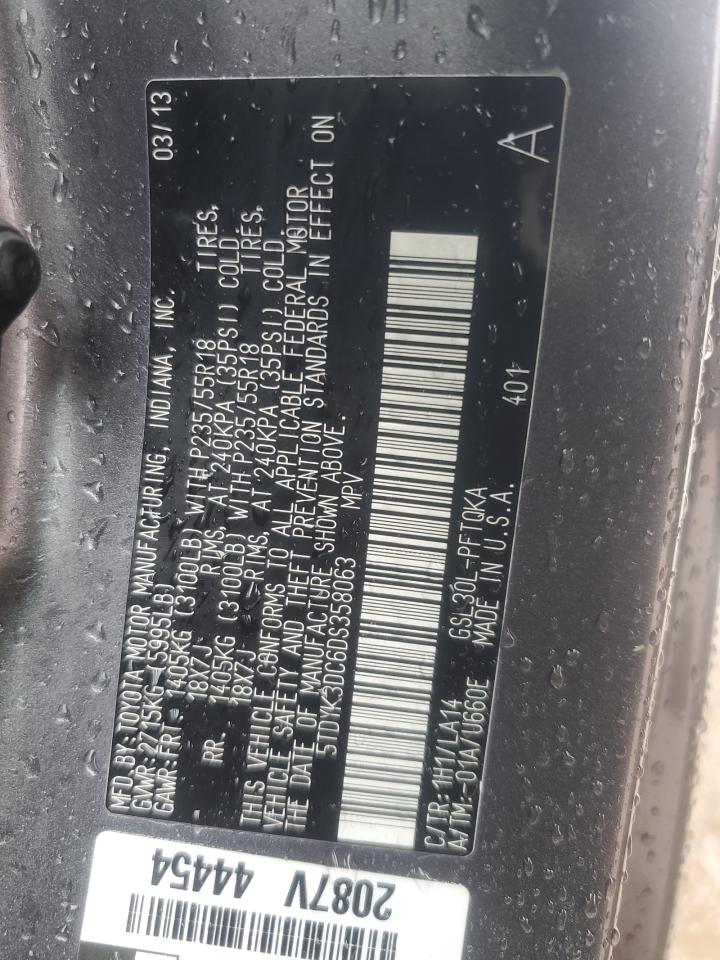 MFD.BY: TOYOTA MOTOR MANUFACTURING, INDIANA, INC. 03/13
GVWR:2715KG (5995LB)
GAWR:FRT 1405KG (3100LB) WITH P235/55R18 TIRES,
18X7J RIMS, AT 240KPA (35PSI) COLD
RR. 1405KG (3100LB) WITH P235/55R18 TIRES,
18X7J RIMS, AT 240KPA (35PSI) COLD
THIS VEHICLE CONFORMS TO ALL APPLICABLE FEDERAL MOTOR
VEHICLE SAFETY AND THEFT PREVENTION STANDARDS IN EFFECT ON
THE DATE OF MANUFACTURE SHOWN ABOVE.
5TDYK3DC6DS358063 MPV
C/TR: 1H1/LA14 GSL30L-PFTQKA 401 A
A/TM: -01A/U660E MADE IN U.S.A.
2087V 44454